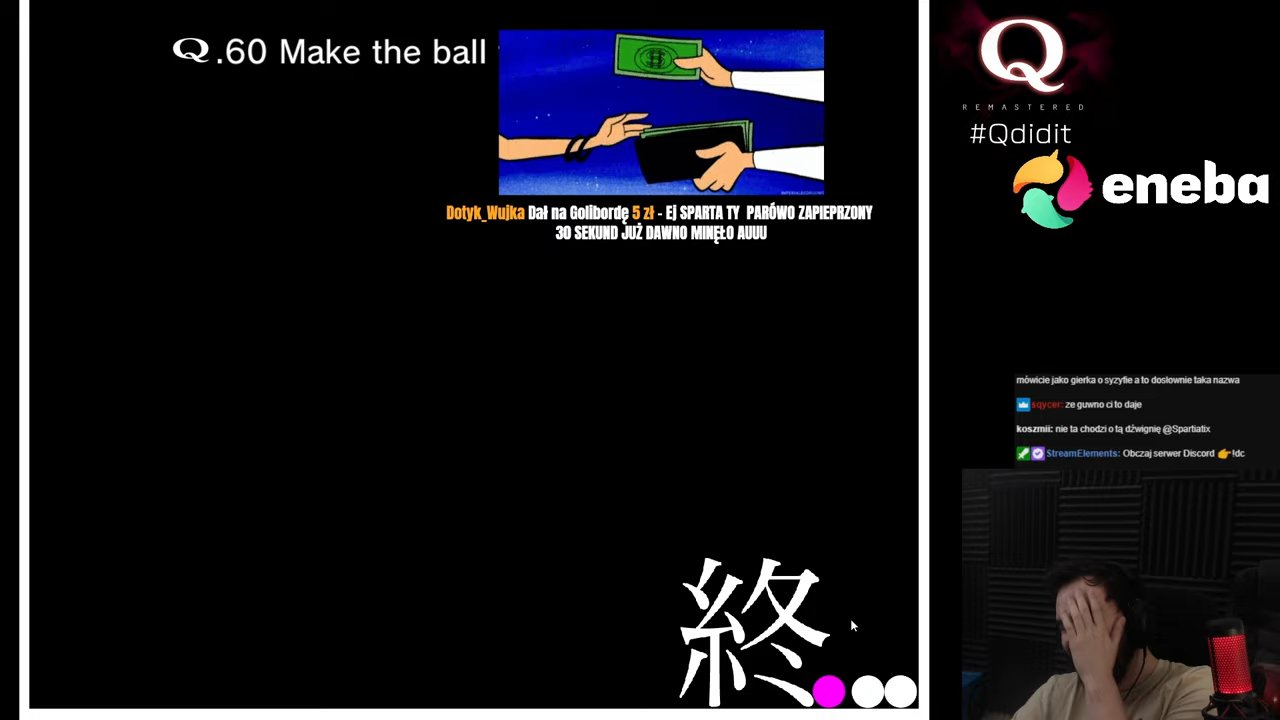 Q.60 Make the ball
Dotyk_Wujka Dał na Golibordę 5 zł - Ej SPARTA TY PARÓWO ZAPIEPRZONY
30 SEKUND JUŻ DAWNO MINĘŁO AUUU
Q
REMASTERED
#Qdidit
eneba
mówicie jako gierka o syzyfie a to dosłownie taka nazwa
sqycer: ze guwno ci to daje
koszmii: nie ta chodzi o tą dźwignię @Spartiatix
StreamElements: Obczaj serwer Discord 👉 !dc
終